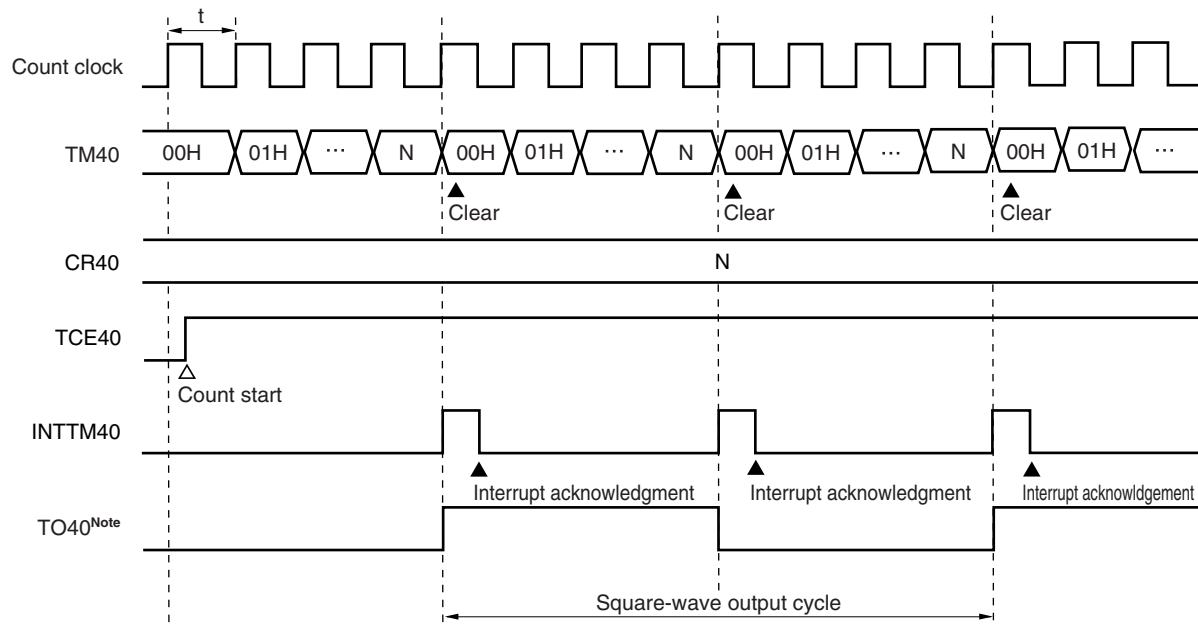 t
Count clock
TM40 00H 01H ... N 00H 01H ... N 00H 01H ... N 00H 01H ...
Clear Clear Clear
CR40 N
TCE40
Count start
INTTM40
Interrupt acknowledgment Interrupt acknowledgment Interrupt acknowldgement
TO40Note
Square-wave output cycle